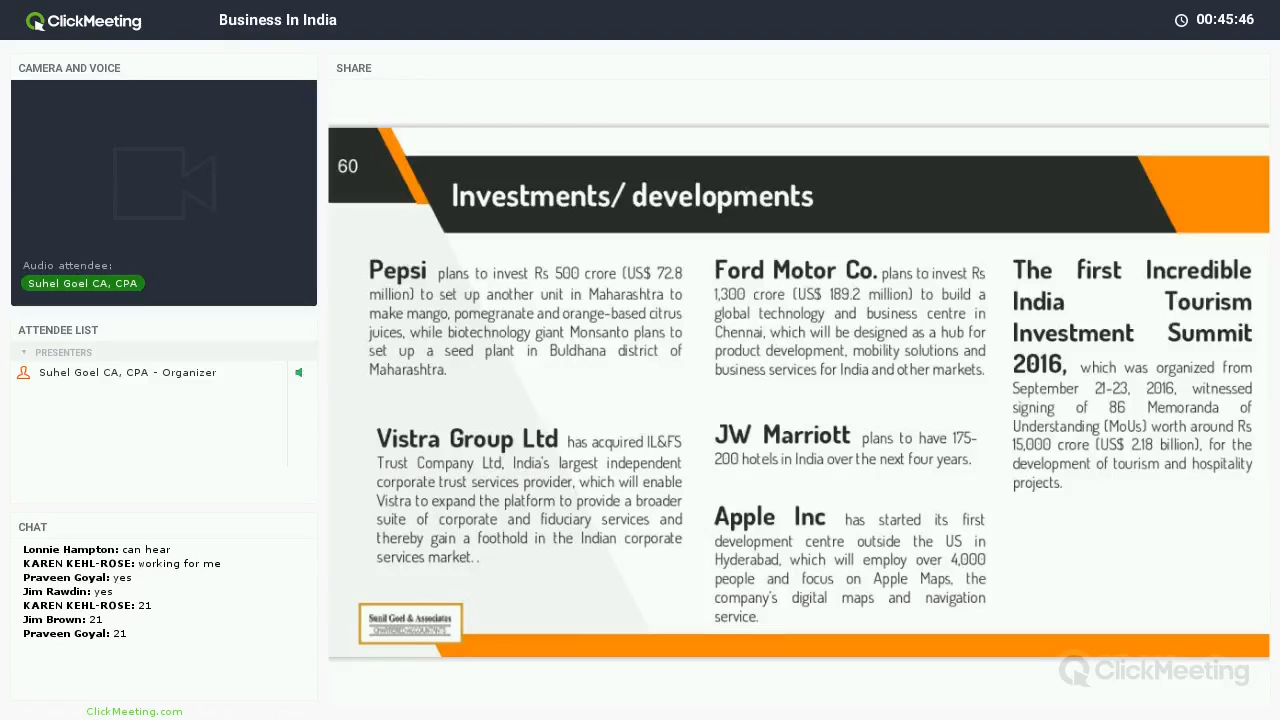 ClickMeeting
Business In India
00:45:46
CAMERA AND VOICE
Audio attendee:
Suhel Goel CA, CPA
ATTENDEE LIST
PRESENTERS
Suhel Goel CA, CPA - Organizer
CHAT
Lonnie Hampton: can hear
KAREN KEHL-ROSE: working for me
Praveen Goyal: yes
Jim Rawdin: yes
KAREN KEHL-ROSE: 21
Jim Brown: 21
Praveen Goyal: 21
ClickMeeting.com
SHARE
60
Investments/ developments
Pepsi plans to invest Rs 500 crore (US$ 72.8
million) to set up another unit in Maharashtra to
make mango, pomegranate and orange-based citrus
juices, while biotechnology giant Monsanto plans to
set up a seed plant in Buldhana district of
Maharashtra.
Vistra Group Ltd has acquired IL&FS
Trust Company Ltd, India's largest independent
corporate trust services provider, which will enable
Vistra to expand the platform to provide a broader
suite of corporate and fiduciary services and
thereby gain a foothold in the Indian corporate
services market. .
Ford Motor Co. plans to invest Rs
1,300 crore (US$ 189.2 million) to build a
global technology and business centre in
Chennai, which will be designed as a hub for
product development, mobility solutions and
business services for India and other markets.
JW Marriott plans to have 175-
200 hotels in India over the next four years.
Apple Inc has started its first
development centre outside the US in
Hyderabad, which will employ over 4,000
people and focus on Apple Maps, the
company's digital maps and navigation
service.
The first Incredible
India Tourism
Investment Summit
2016, which was organized from
September 21-23, 2016, witnessed
signing of 86 Memoranda of
Understanding (MoUs) worth around Rs
15,000 crore (US$ 2.18 billion), for the
development of tourism and hospitality
projects.
Sunil Goel & Associates
CHARTERED ACCOUNTANTS
ClickMeeting